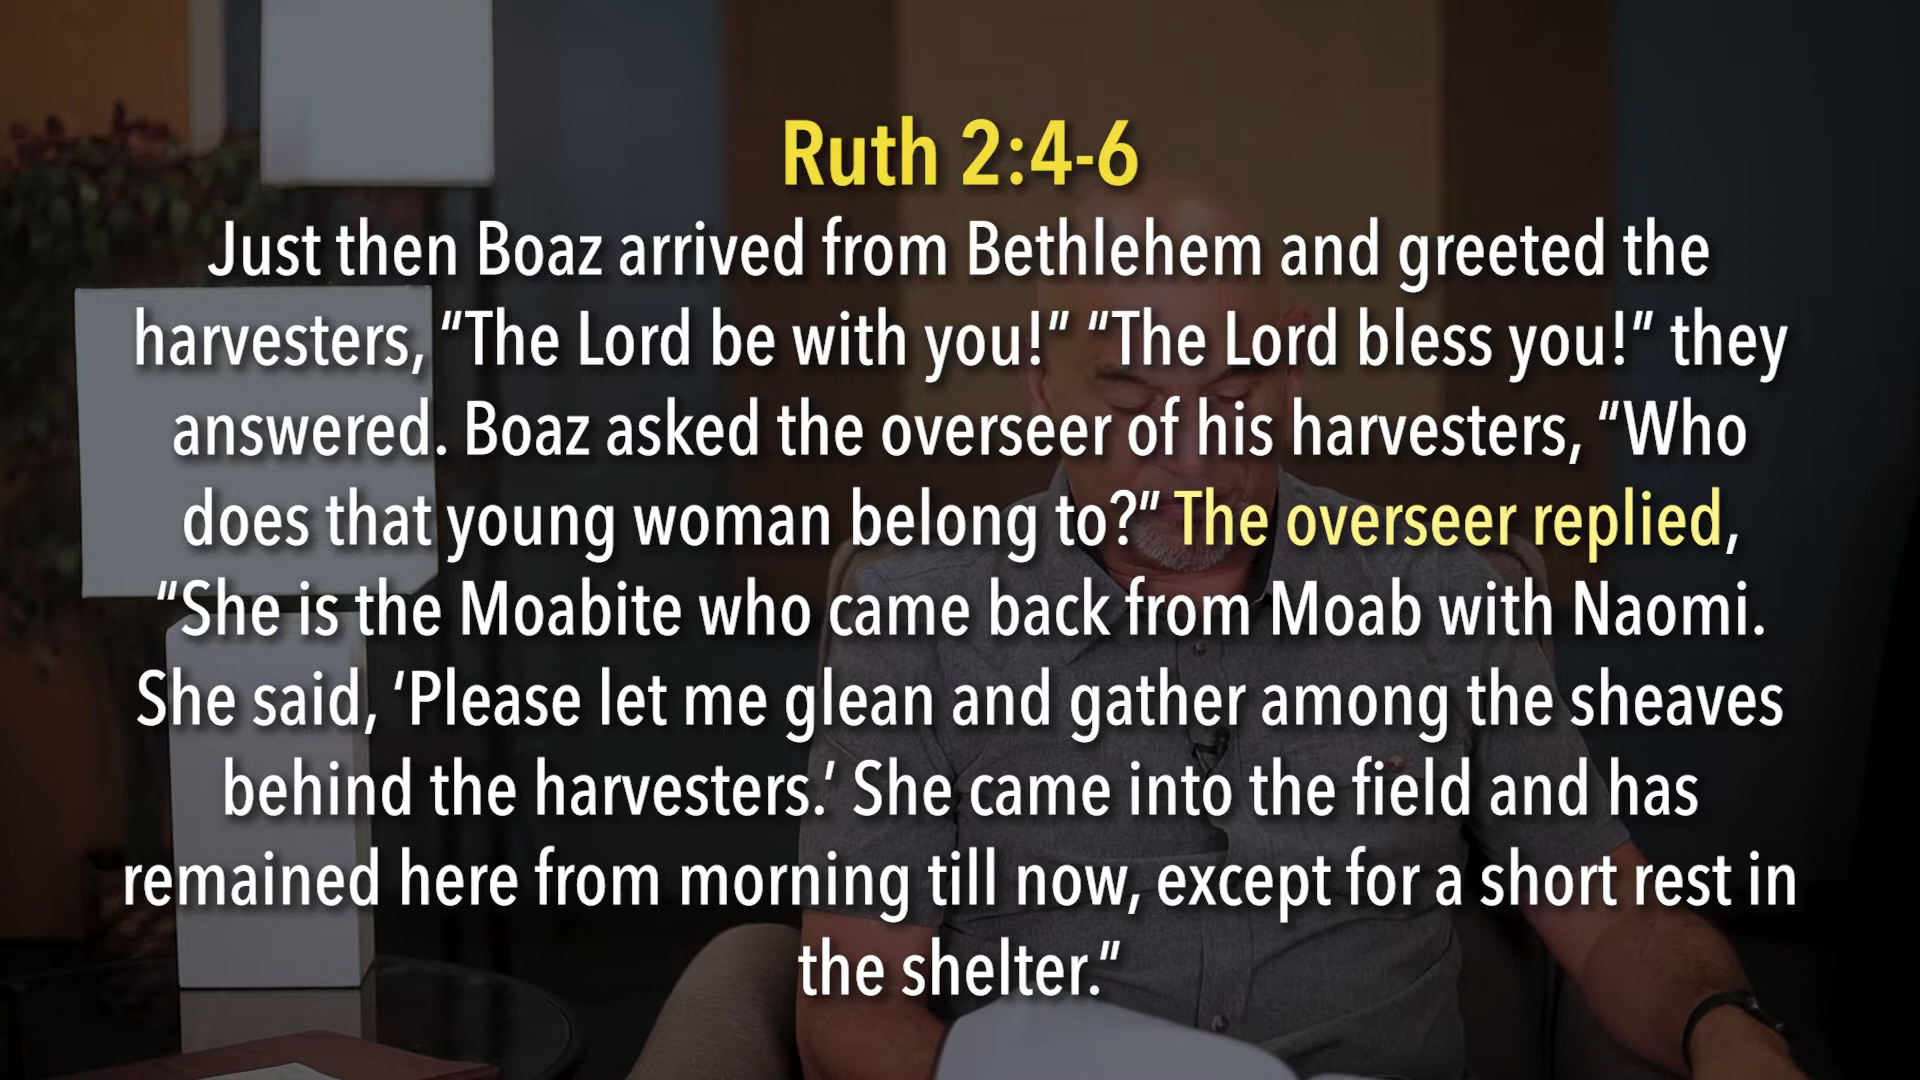 Ruth 2:4-6
Just then Boaz arrived from Bethlehem and greeted the
harvesters, “The Lord be with you!” “The Lord bless you!” they
answered. Boaz asked the overseer of his harvesters, “Who
does that young woman belong to?” The overseer replied,
“She is the Moabite who came back from Moab with Naomi.
She said, ‘Please let me glean and gather among the sheaves
behind the harvesters.’ She came into the field and has
remained here from morning till now, except for a short rest in
the shelter.”